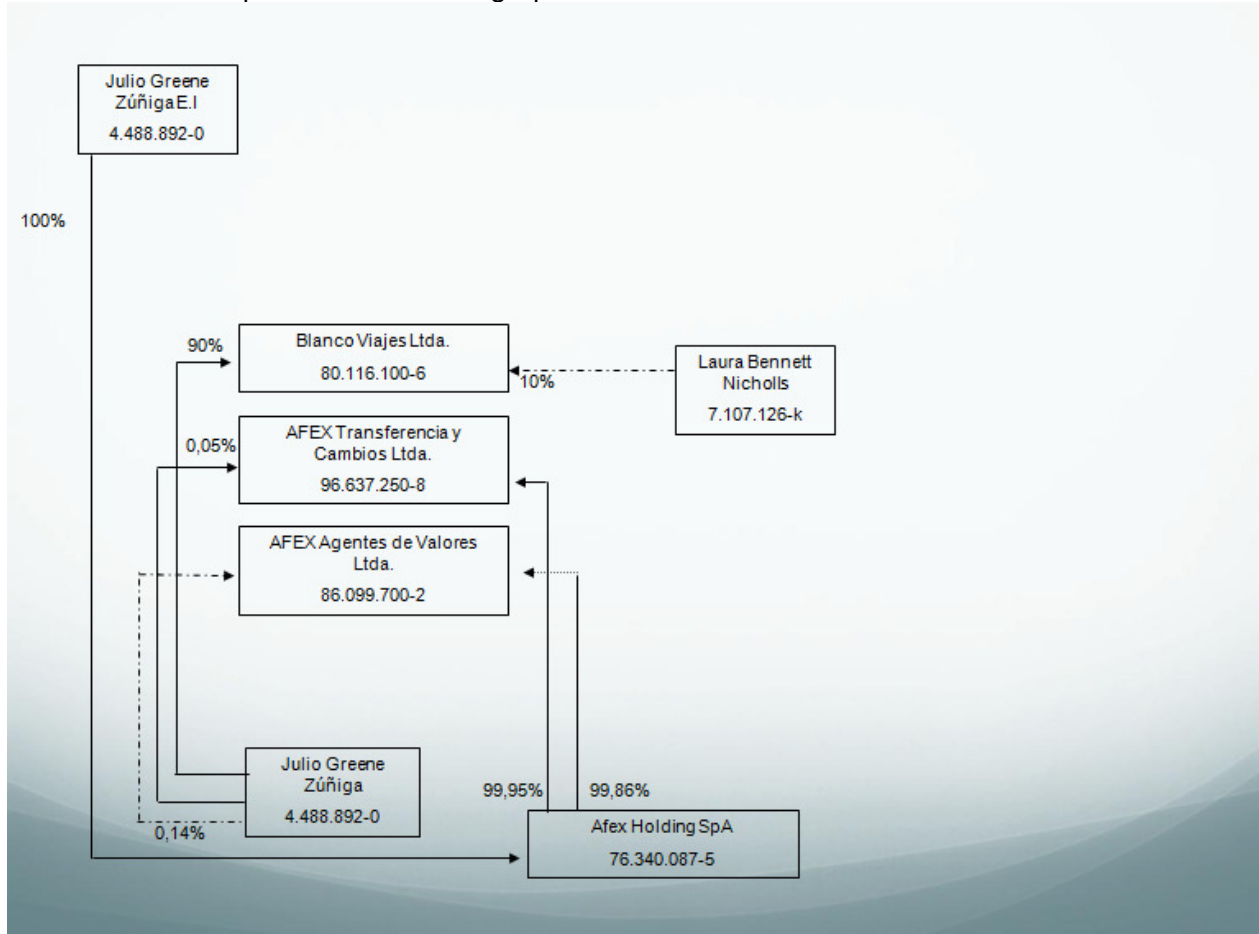 Julio Greene
Zúñiga E.I
4.488.892-0
100%
90%
Blanco Viajes Ltda.
80.116.100-6
10%
Laura Bennett
Nicholls
7.107.126-k
0,05%
AFEX Transferencia y
Cambios Ltda.
96.637.250-8
AFEX Agentes de Valores
Ltda.
86.099.700-2
Julio Greene
Zúñiga
4.488.892-0
0,14%
99,95%
99,86%
Afex Holding SpA
76.340.087-5